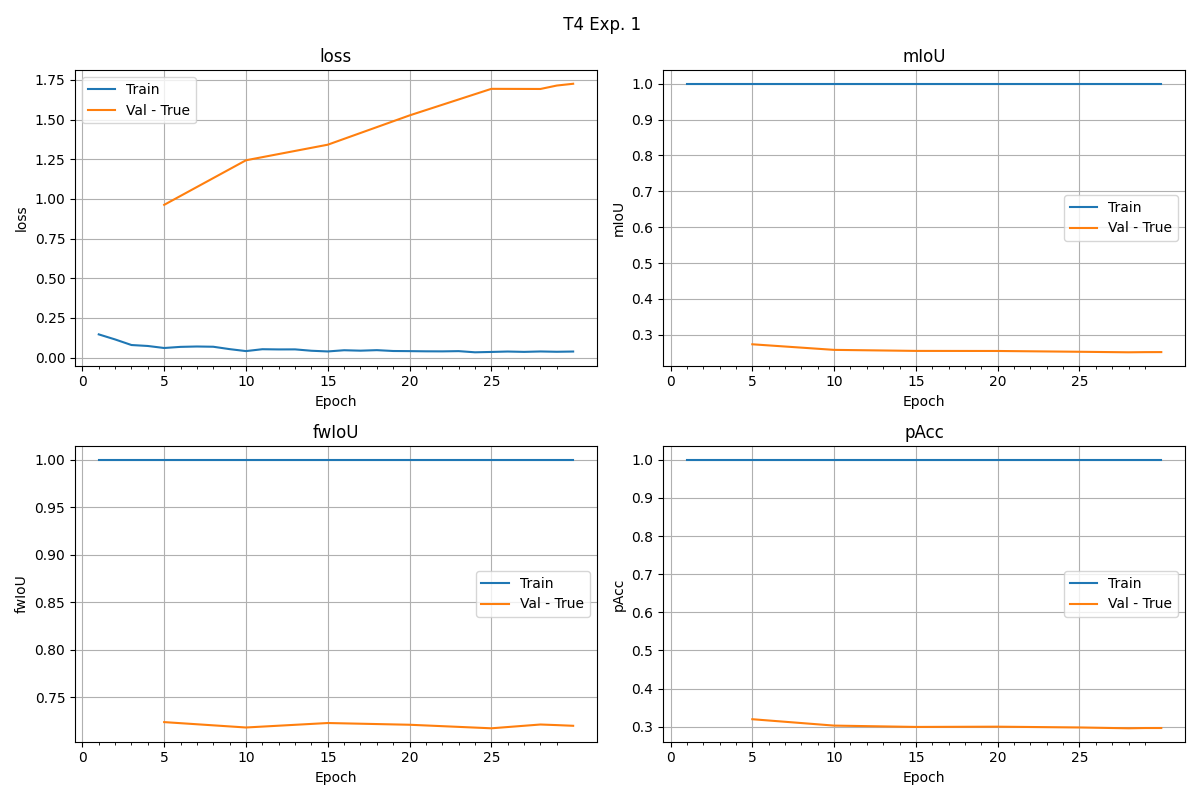 T4 Exp. 1
loss
1.75
1.50
1.25
1.00
0.75
0.50
0.25
0.00
loss
Train
Val - True
0 5 10 15 20 25
Epoch
mIoU
1.0
0.9
0.8
0.7
0.6
0.5
0.4
0.3
mIoU
Train
Val - True
0 5 10 15 20 25
Epoch
fwIoU
1.00
0.95
0.90
0.85
0.80
0.75
fwIoU
Train
Val - True
0 5 10 15 20 25
Epoch
pAcc
1.0
0.9
0.8
0.7
0.6
0.5
0.4
0.3
pAcc
Train
Val - True
0 5 10 15 20 25
Epoch